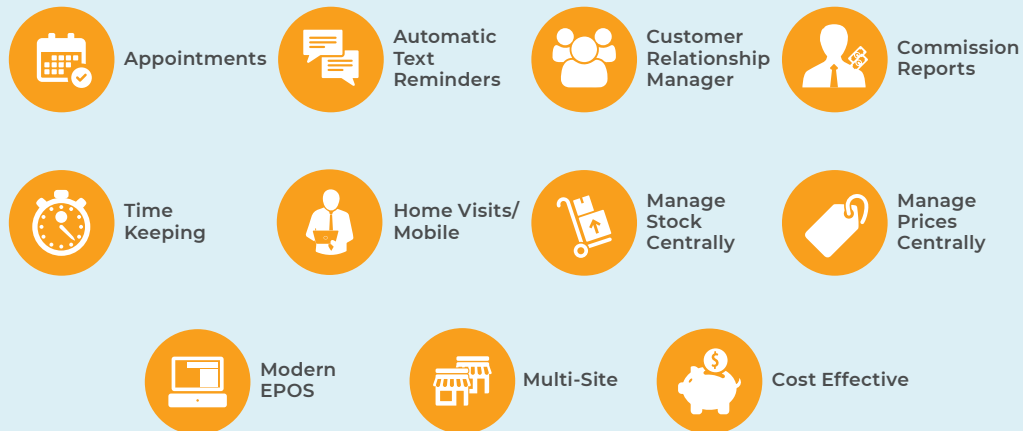 Appointments
Automatic
Text
Reminders
Customer
Relationship
Manager
Commission
Reports
Time
Keeping
Home Visits/
Mobile
Manage
Stock
Centrally
Manage
Prices
Centrally
Modern
EPOS
Multi-Site
$
Cost Effective